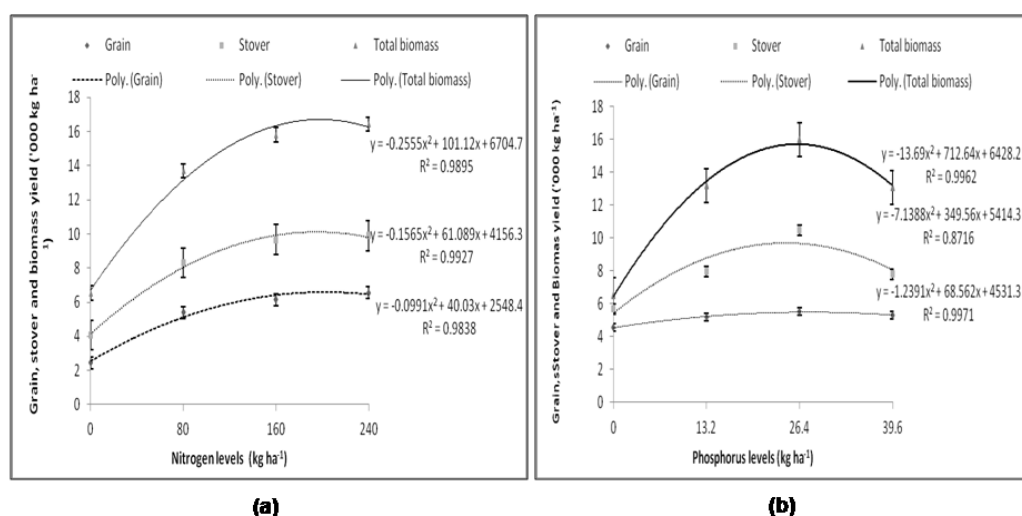 Grain Stover Total biomass
Poly. (Grain) Poly. (Stover) Poly. (Total biomass)
Grain, stover and biomass yield ('000 kg ha-
1)
18
16
14
12
10
8
6
4
2
0
y = -0.2555x² + 101.12x + 6704.7
R² = 0.9895
y = -0.1565x² + 61.089x + 4156.3
R² = 0.9927
y = -0.0991x² + 40.03x + 2548.4
R² = 0.9838
0 80 160 240
Nitrogen levels (kg ha⁻¹)
(a)
Grain Stover Total biomass
Poly. (Grain) Poly. (Stover) Poly. (Total biomass)
Grain, sStover and Biomas yield ('000 kg ha⁻¹)
18
16
14
12
10
8
6
4
2
0
y = -13.69x² + 712.64x + 6428.2
R² = 0.9962
y = -7.1388x² + 349.56x + 5414.3
R² = 0.8716
y = -1.2391x² + 68.562x + 4531.3
R² = 0.9971
0 13.2 26.4 39.6
Phosphorus levels (kg ha⁻¹)
(b)